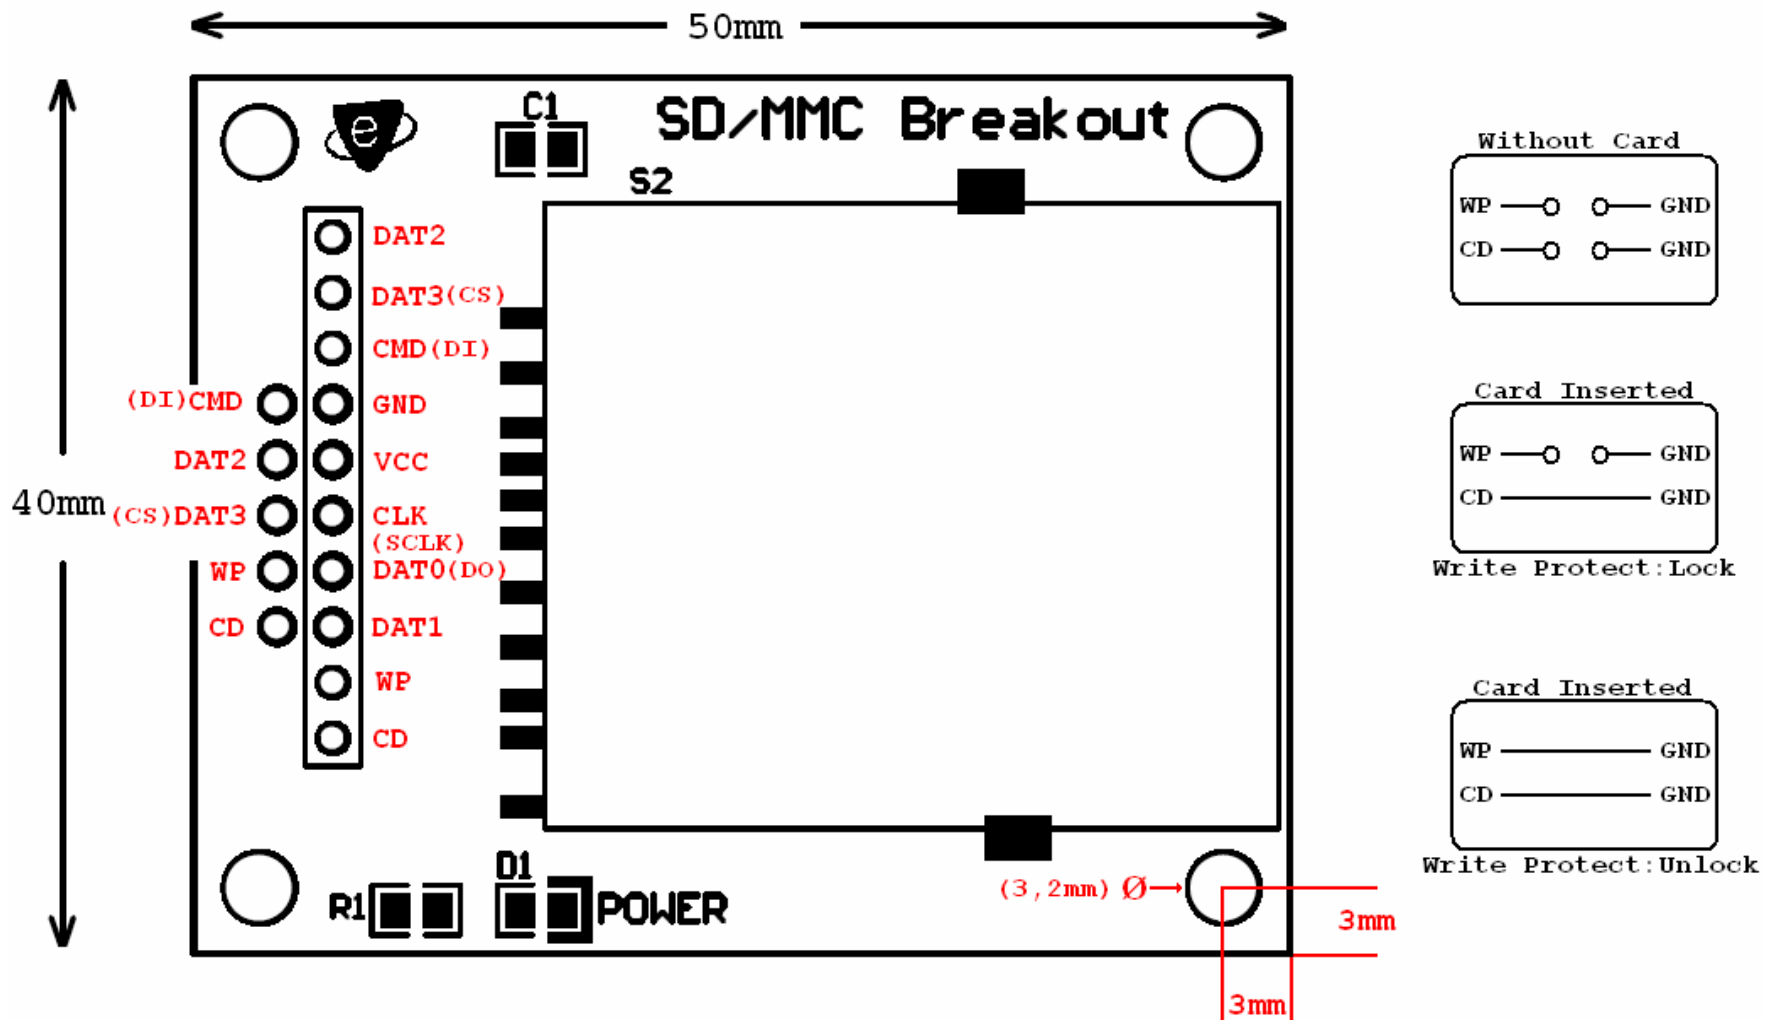 50mm
40mm
e
C1
SD/MMC Breakout
S2
DAT2
DAT3(CS)
CMD(DI)
(DI)CMD
GND
DAT2
VCC
(CS)DAT3
CLK
(SCLK)
WP
DAT0(DO)
CD
DAT1
WP
CD
R1
D1
POWER
(3,2mm) Ø
3mm
3mm
Without Card
WP GND
CD GND
Card Inserted
WP GND
CD GND
Write Protect:Lock
Card Inserted
WP GND
CD GND
Write Protect:Unlock